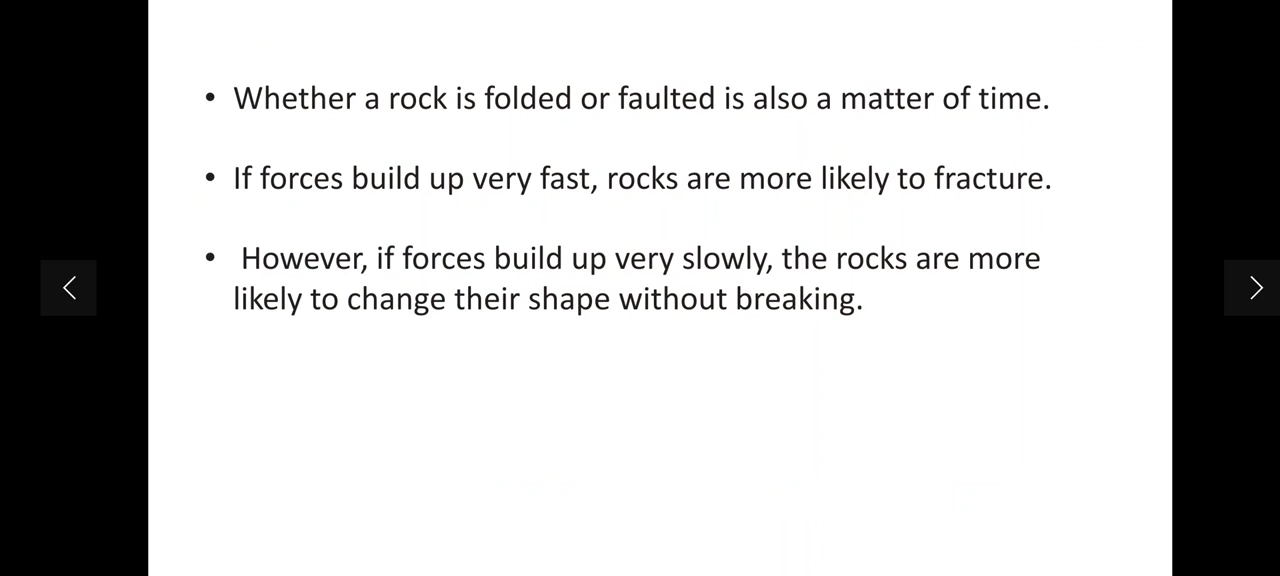 • Whether a rock is folded or faulted is also a matter of time.
• If forces build up very fast, rocks are more likely to fracture.
• However, if forces build up very slowly, the rocks are more
likely to change their shape without breaking.